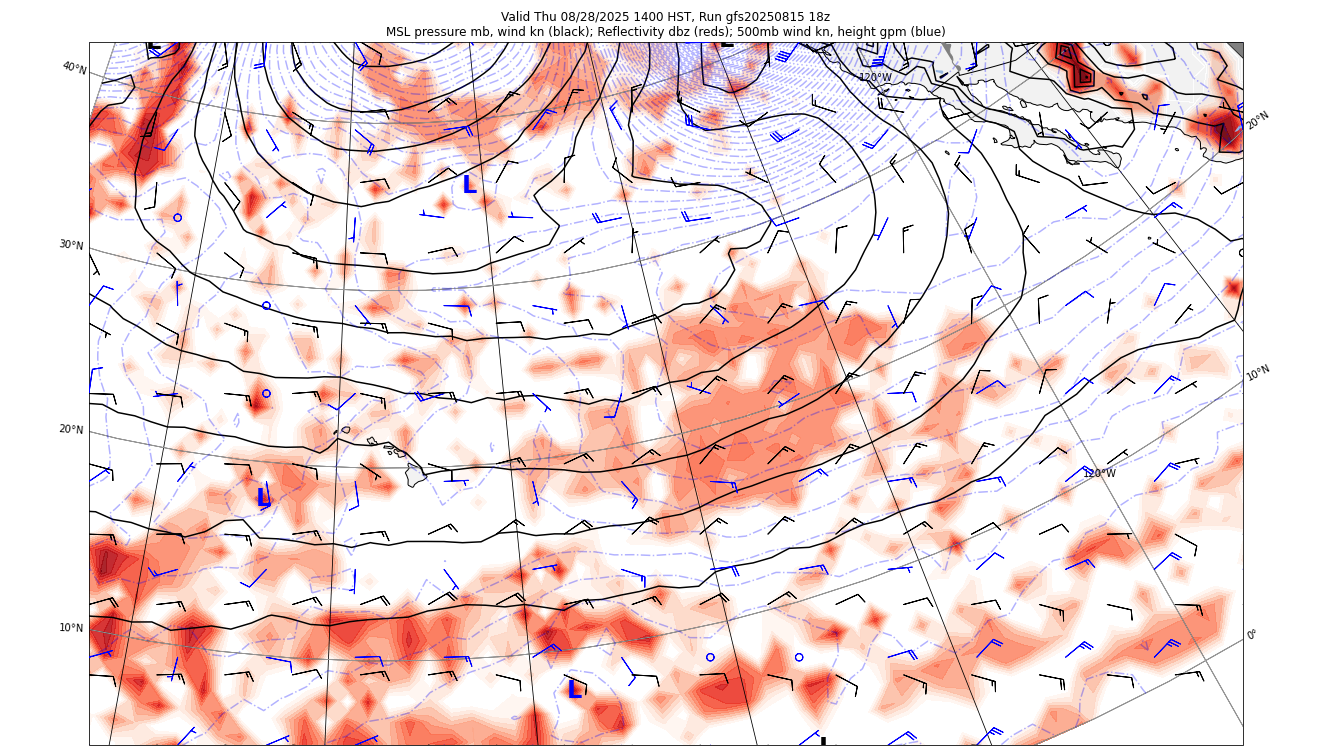 Valid Thu 08/28/2025 1400 HST, Run gfs20250815 18z
MSL pressure mb, wind kn (black); Reflectivity dbz (reds); 500mb wind kn, height gpm (blue)
L
L
40°N
120°W
20°N
L
30°N
10°N
20°N
120°W
L
10°N
0°
L
L